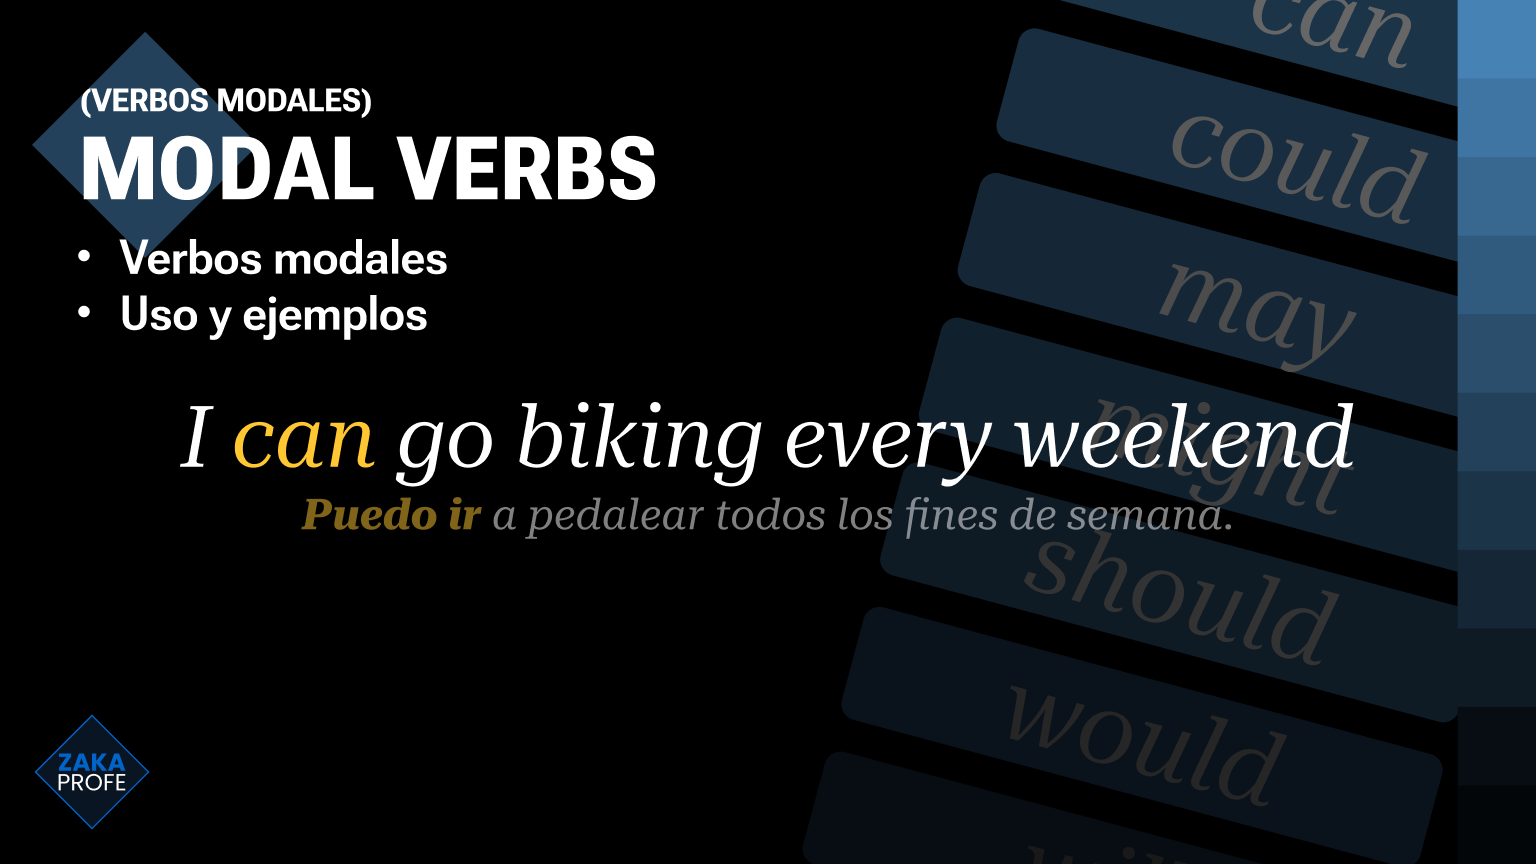 (VERBOS MODALES)
MODAL VERBS
• Verbos modales
• Uso y ejemplos
I can go biking every weekend
Puedo ir a pedalear todos los fines de semana.
can
could
may
might
should
would
ZAKA
PROFE